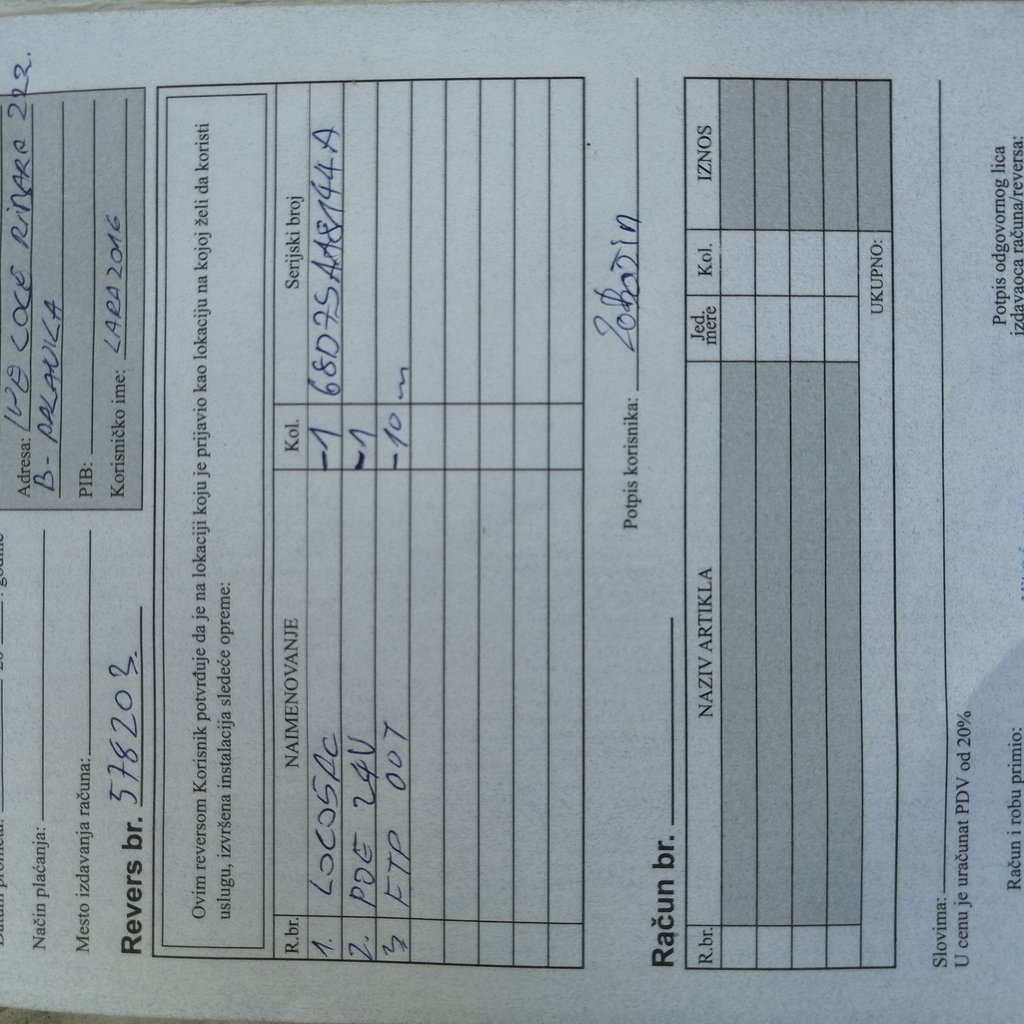 Adresa: IVE LOLE RIBARA 222.
B - PALANKA
PIB:
Korisničko ime: LARA2016
Način plaćanja:
Mesto izdavanja računa:
Revers br. 578203
Ovim reversom Korisnik potvrđuje da je na lokaciji koju je prijavio kao lokaciju na kojoj želi da koristi
uslugu, izvršena instalacija sledeće opreme:
R.br. NAIMENOVANJE Kol. Serijski broj
1. LOCO5AC -1
2. POE 24V -1
3 FTP OUT -10 m
Potpis korisnika:
Račun br.
R.br. NAZIV ARTIKLA Jed. mere Kol. IZNOS
UKUPNO:
Slovima:
U cenu je uračunat PDV od 20%
Račun i robu primio:
Potpis odgovornog lica
izdavaoca računa/reversa: